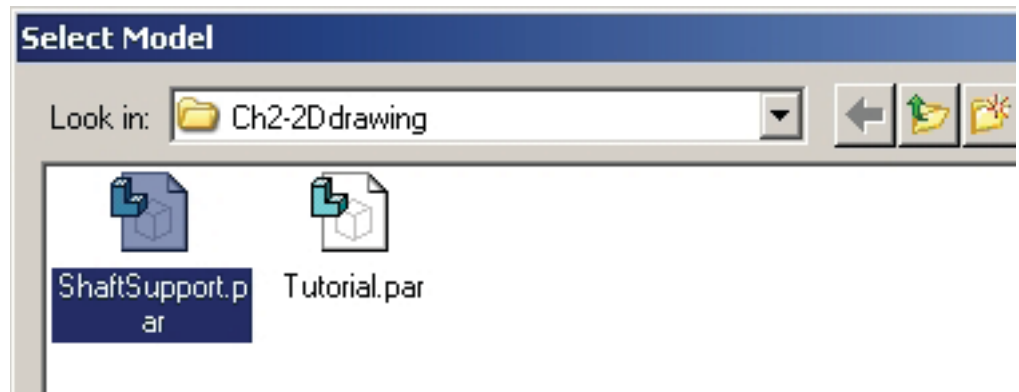 Select Model
Look in: Ch2-2Ddrawing
ShaftSupport.p
ar
Tutorial.par